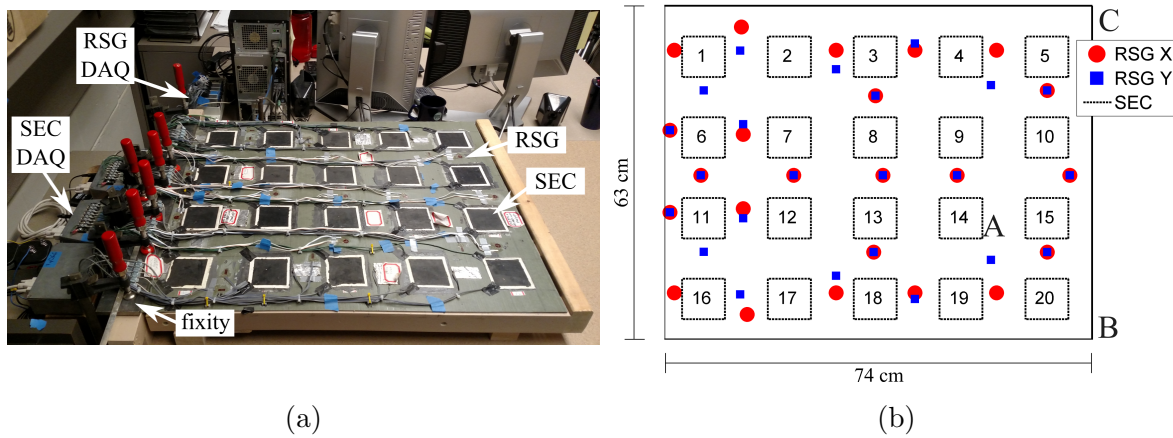 RSG
DAQ
SEC
DAQ
RSG
SEC
fixity
(a)
C
RSG X
RSG Y
SEC
1 2 3 4 5
6 7 8 9 10
11 12 13 14 15
A
16 17 18 19 20
B
63 cm
74 cm
(b)